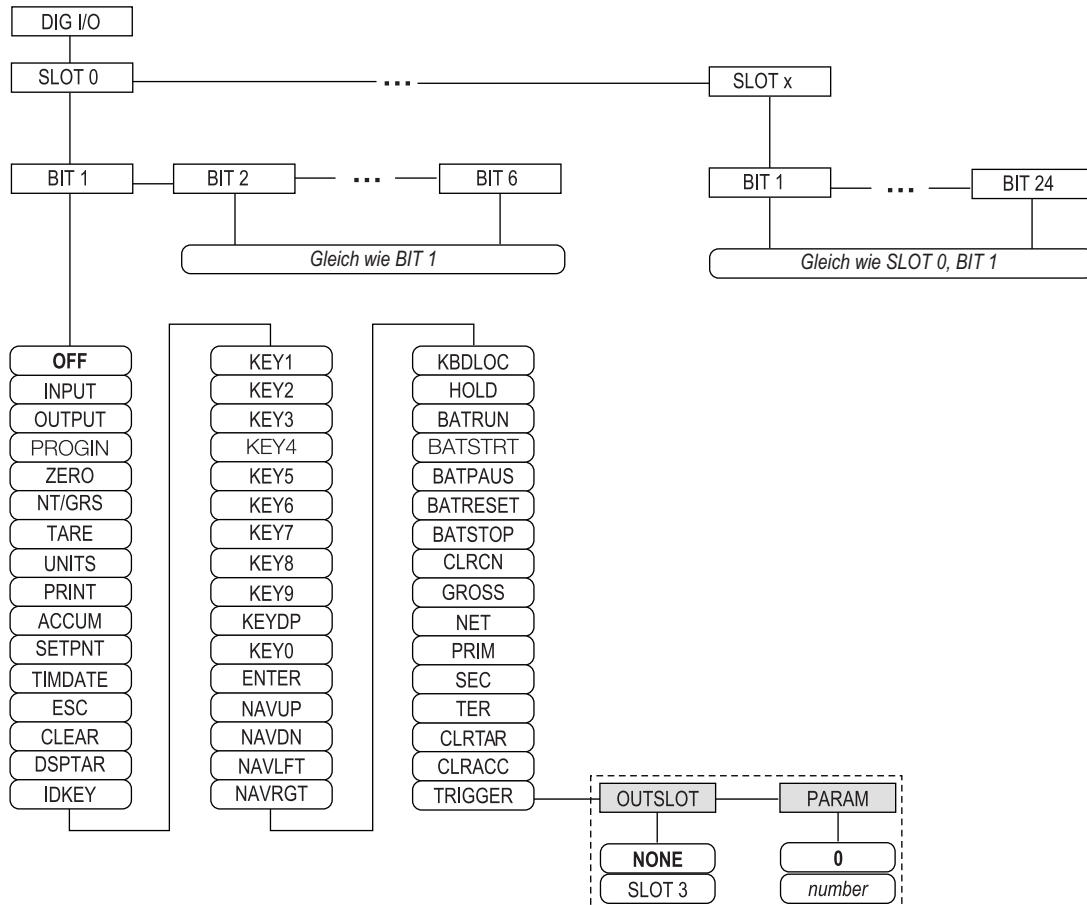 DIG I/O
SLOT 0
...
SLOT x
BIT 1
BIT 2
...
BIT 6
BIT 1
...
BIT 24
Gleich wie BIT 1
Gleich wie SLOT 0, BIT 1
OFF
INPUT
OUTPUT
PROGIN
ZERO
NT/GRS
TARE
UNITS
PRINT
ACCUM
SETPNT
TIMDATE
ESC
CLEAR
DSPTAR
IDKEY
KEY1
KEY2
KEY3
KEY4
KEY5
KEY6
KEY7
KEY8
KEY9
KEYDP
KEY0
ENTER
NAVUP
NAVDN
NAVLFT
NAVRGT
KBDLOC
HOLD
BATRUN
BATSTRT
BATPAUS
BATRESET
BATSTOP
CLRCN
GROSS
NET
PRIM
SEC
TER
CLRTAR
CLRACC
TRIGGER
OUTSLOT
PARAM
NONE
0
SLOT 3
number